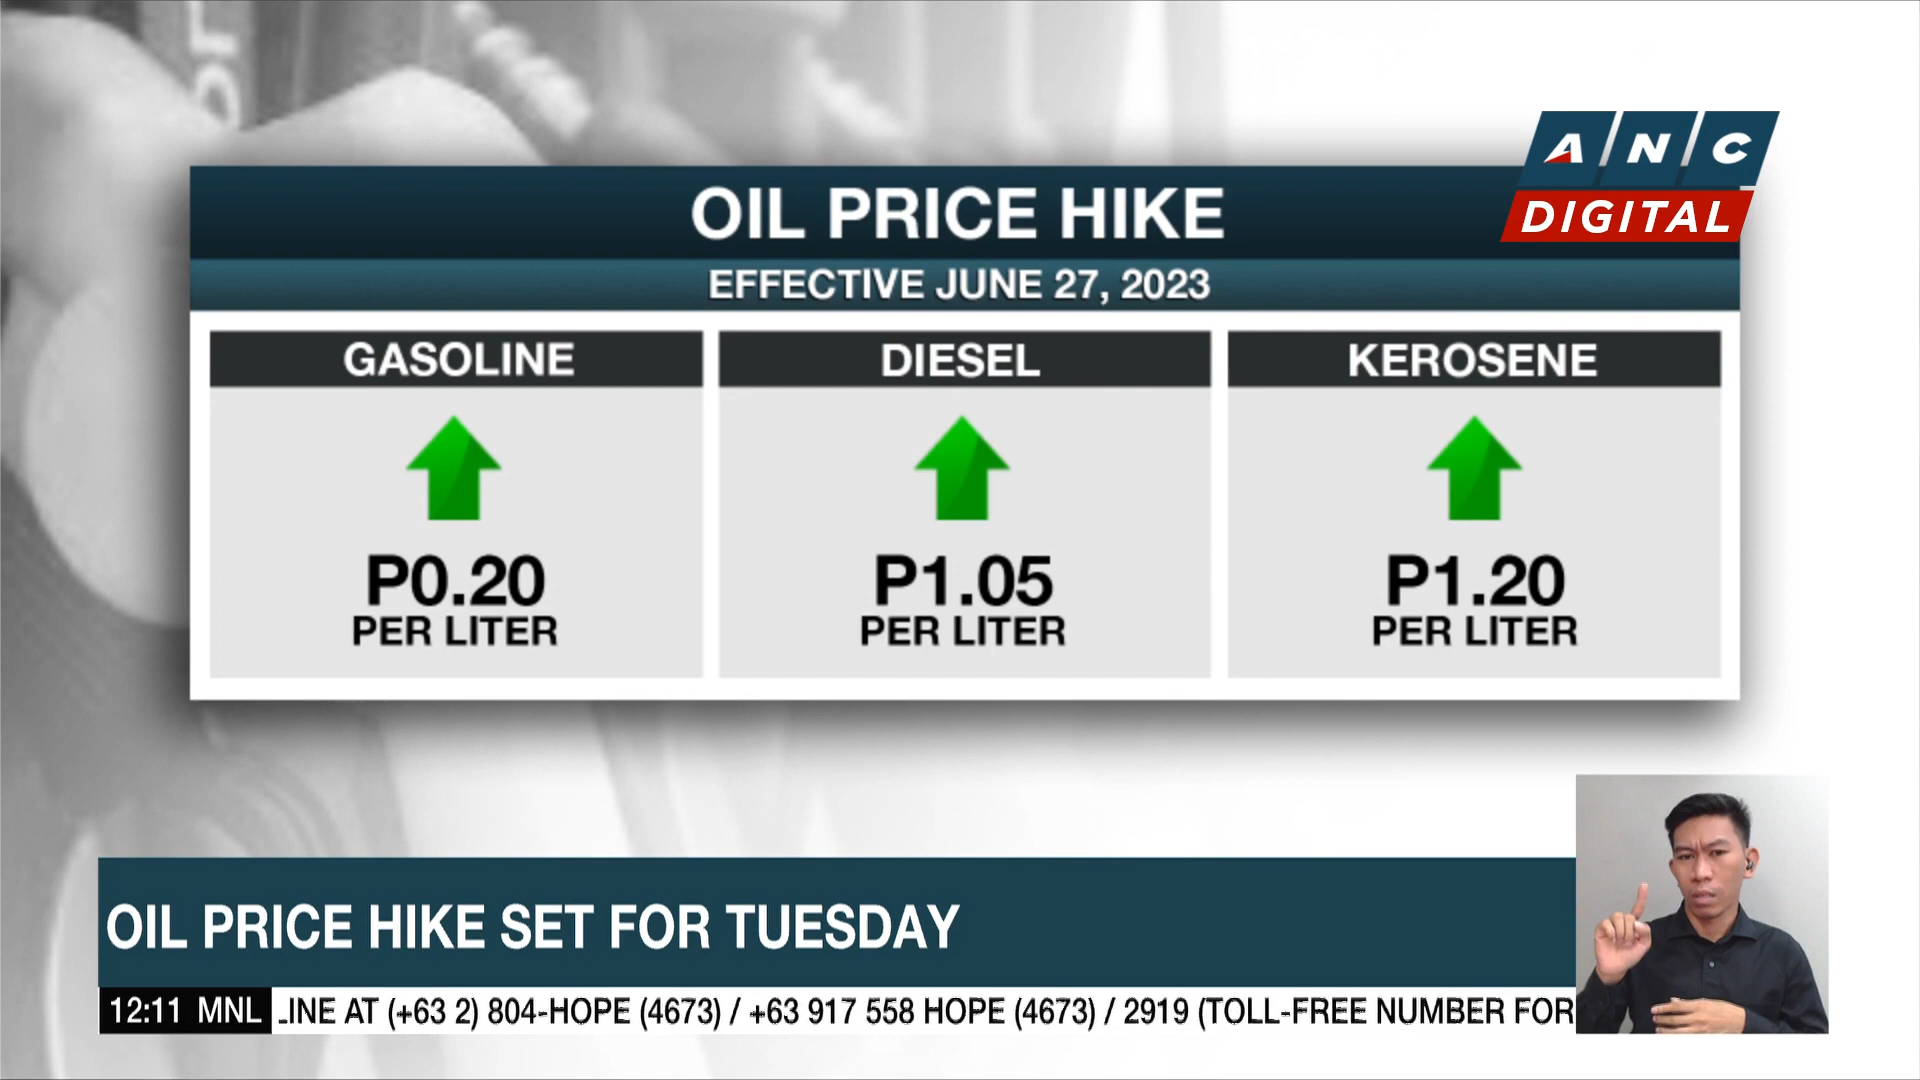 ANC
DIGITAL
OIL PRICE HIKE
EFFECTIVE JUNE 27, 2023
GASOLINE
DIESEL
KEROSENE
P0.20
PER LITER
P1.05
PER LITER
P1.20
PER LITER
OIL PRICE HIKE SET FOR TUESDAY
12:11 MNL
INE AT (+63 2) 804-HOPE (4673) / +63 917 558 HOPE (4673) / 2919 (TOLL-FREE NUMBER FOR